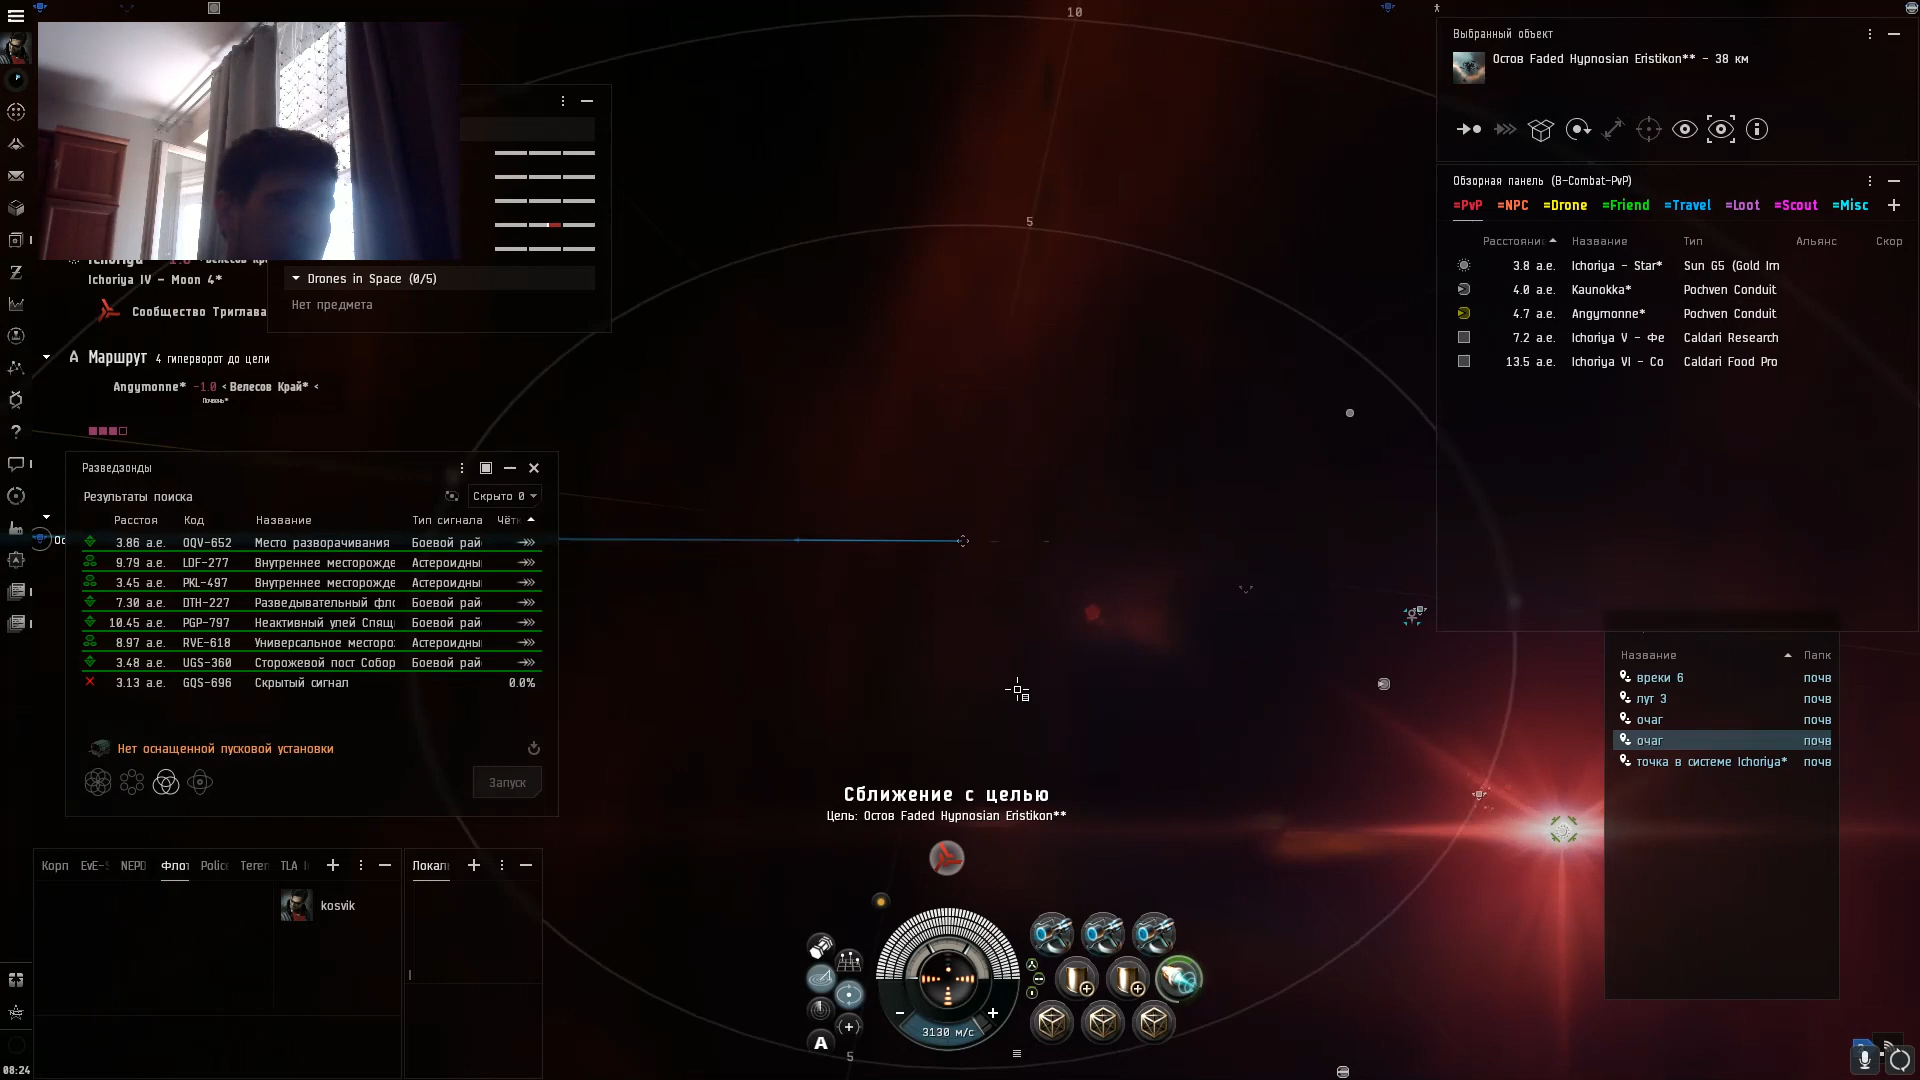 10
5
Выбранный объект
Остов Faded Hypnosian Eristikon** - 38 км
Обзорная панель (B-Combat-PvP)
=PvP =NPC =Drone =Friend =Travel =Loot =Scout =Misc
Расстояни Название Тип Альянс Скор
3.8 а.е. Ichoriya - Star* Sun G5 (Gold Im
4.0 а.е. Kaunokka* Pochven Conduit
4.7 а.е. Angymonne* Pochven Conduit
7.2 а.е. Ichoriya V - Фе Caldari Research
13.5 а.е. Ichoriya VI - Со Caldari Food Pro
Ichoriya IV - Moon 4*
Сообщество Триглава
Drones in Space (0/5)
Нет предмета
Маршрут 4 гиперворот до цели
Angymonne* -1.0 < Велесов Край* <
Почвень*
Разведзонды
Результаты поиска
Скрыто 0
Расстоя Код Название Тип сигнала Чётк
3.86 а.е. OQV-652 Место разворачивания Боевой рай
9.79 а.е. LDF-277 Внутреннее месторожде Астероидны
3.45 а.е. PKL-497 Внутреннее месторожде Астероидны
7.30 а.е. DTH-227 Разведывательный фло Боевой рай
10.45 а.е. PGP-797 Неактивный улей Спящ Боевой рай
8.97 а.е. RVE-618 Универсальное месторо Астероидны
3.48 а.е. UGS-360 Сторожевой пост Собор Боевой рай
3.13 а.е. GQS-696 Скрытый сигнал 0.0%
Нет оснащенной пусковой установки
Запуск
Название Папк
вреки 6 почв
пут 3 почв
очаг почв
очаг почв
точка в системе Ichoriya* почв
Сближение с целью
Цель: Остов Faded Hypnosian Eristikon**
Корп EvE- NEPD Флот Police Teren TLA
kosvik
Локал
3130 м/с
A
5
08:24